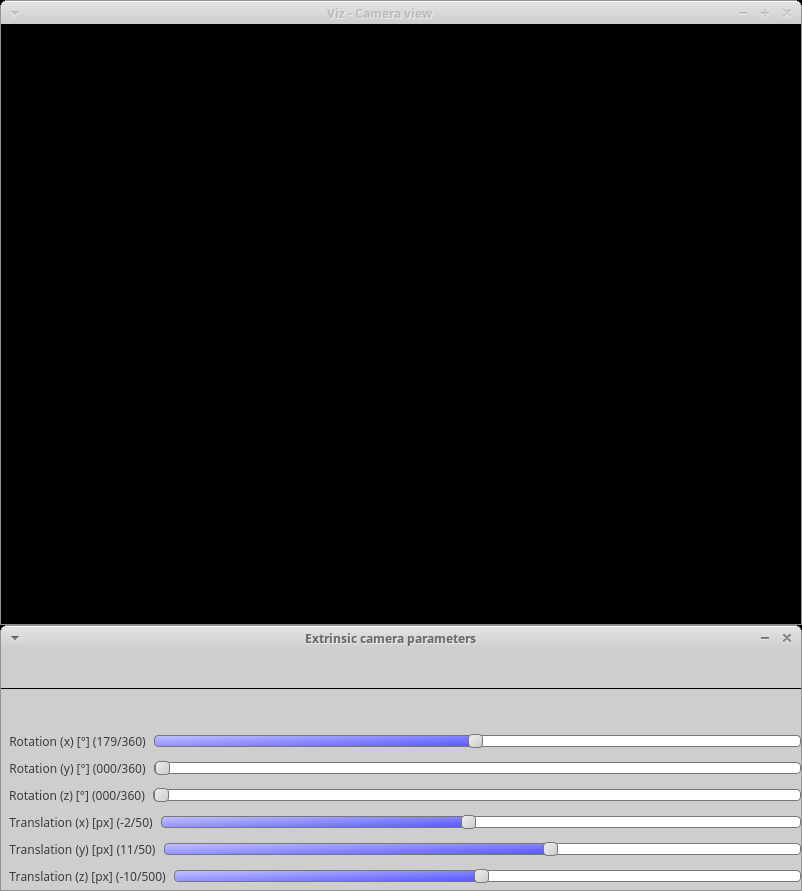 Viz - Camera view
Extrinsic camera parameters
Rotation (x) [°] (179/360)
Rotation (y) [°] (000/360)
Rotation (z) [°] (000/360)
Translation (x) [px] (-2/50)
Translation (y) [px] (11/50)
Translation (z) [px] (-10/500)